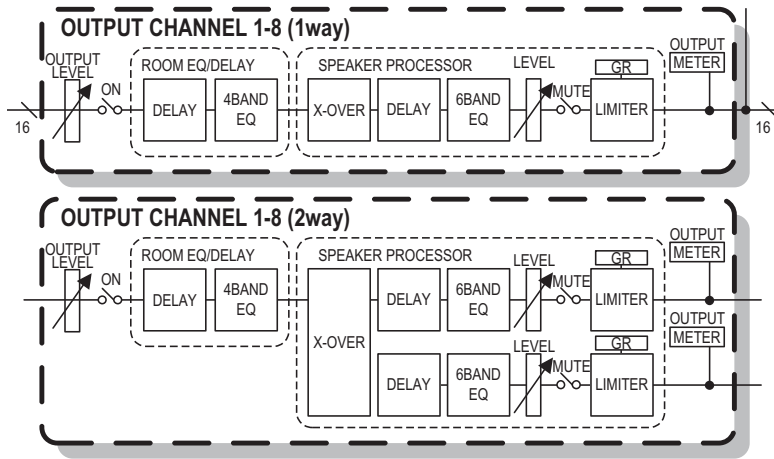 OUTPUT CHANNEL 1-8 (1way)
OUTPUT
LEVEL
ON
ROOM EQ/DELAY
DELAY
4BAND
EQ
SPEAKER PROCESSOR
X-OVER
DELAY
6BAND
EQ
LEVEL
MUTE
GR
LIMITER
OUTPUT
METER
16
16
OUTPUT CHANNEL 1-8 (2way)
OUTPUT
LEVEL
ON
ROOM EQ/DELAY
DELAY
4BAND
EQ
SPEAKER PROCESSOR
X-OVER
DELAY
6BAND
EQ
LEVEL
MUTE
GR
LIMITER
OUTPUT
METER
DELAY
6BAND
EQ
LEVEL
MUTE
GR
LIMITER
OUTPUT
METER